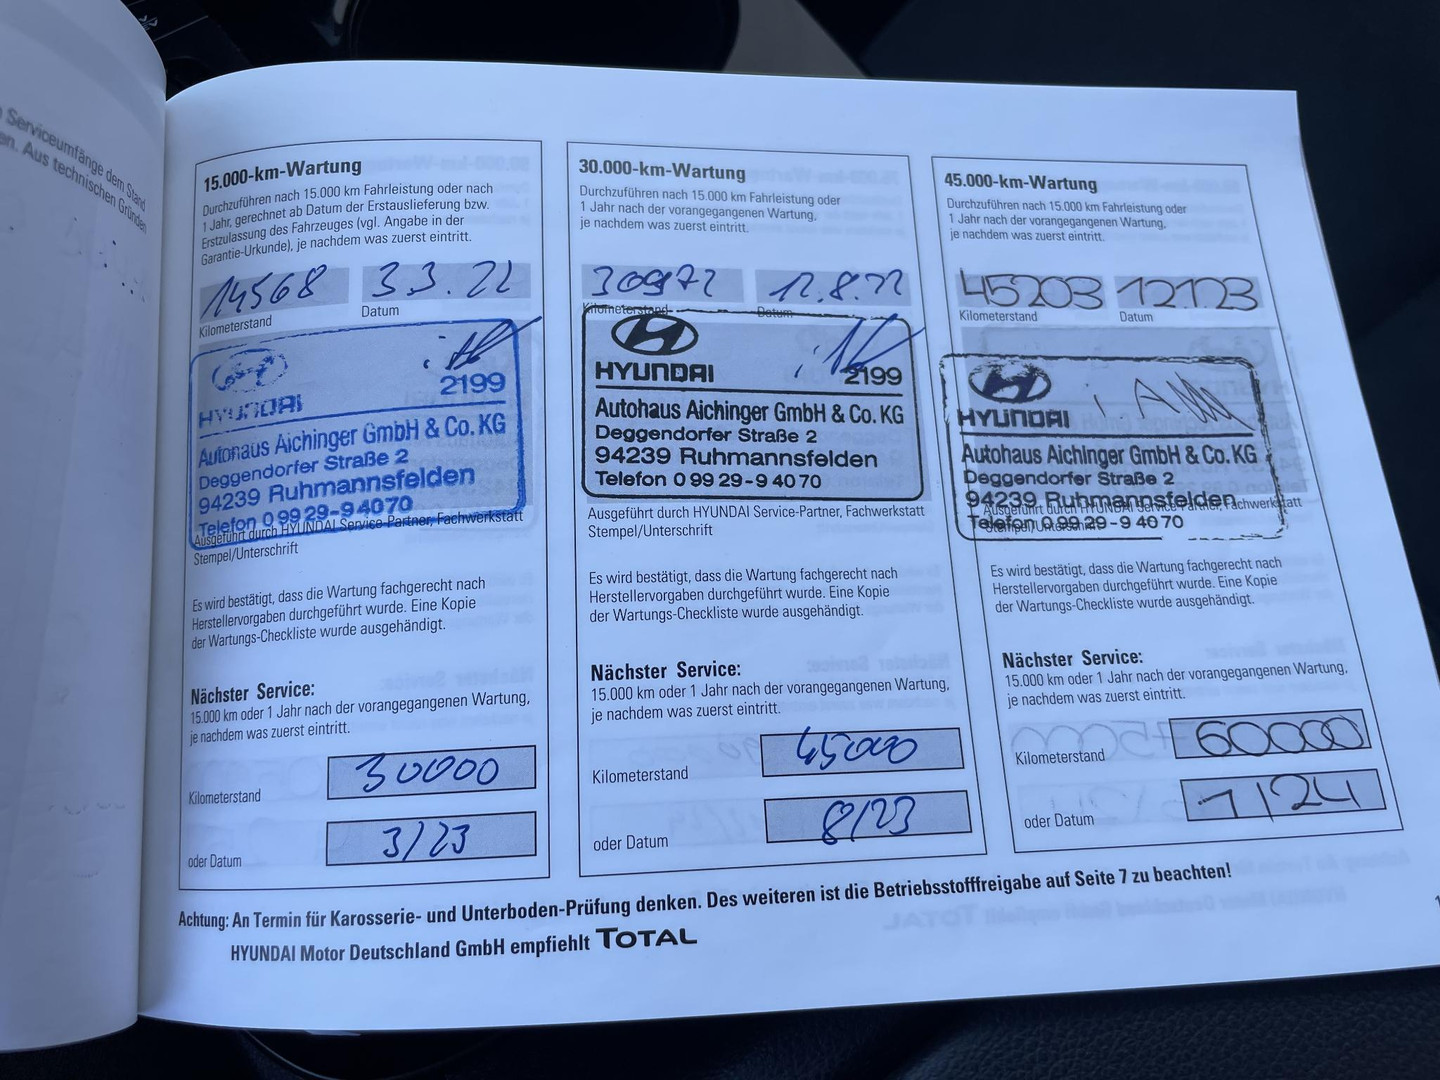 Serviceumfänge dem Stand
en. Aus technischen Gründen
15.000-km-Wartung
Durchzuführen nach 15.000 km Fahrleistung oder nach
1 Jahr, gerechnet ab Datum der Erstauslieferung bzw.
Erstzulassung des Fahrzeuges (vgl. Angabe in der
Garantie-Urkunde), je nachdem was zuerst eintritt.
14568 3.3.22
Kilometerstand Datum
HYUNDAI 2199
Autohaus Aichinger GmbH & Co. KG
Deggendorfer Straße 2
94239 Ruhmannsfelden
Telefon 0 99 29-9 40 70
Ausgeführt durch HYUNDAI Service-Partner, Fachwerkstatt
Stempel/Unterschrift
Es wird bestätigt, dass die Wartung fachgerecht nach
Herstellervorgaben durchgeführt wurde. Eine Kopie
der Wartungs-Checkliste wurde ausgehändigt.
Nächster Service:
15.000 km oder 1 Jahr nach der vorangegangenen Wartung,
je nachdem was zuerst eintritt.
Kilometerstand 30000
oder Datum 3/23
30.000-km-Wartung
Durchzuführen nach 15.000 km Fahrleistung oder
1 Jahr nach der vorangegangenen Wartung,
je nachdem was zuerst eintritt.
30972 12.8.22
Kilometerstand Datum
HYUNDAI 2199
Autohaus Aichinger GmbH & Co. KG
Deggendorfer Straße 2
94239 Ruhmannsfelden
Telefon 0 99 29-9 40 70
Ausgeführt durch HYUNDAI Service-Partner, Fachwerkstatt
Stempel/Unterschrift
Es wird bestätigt, dass die Wartung fachgerecht nach
Herstellervorgaben durchgeführt wurde. Eine Kopie
der Wartungs-Checkliste wurde ausgehändigt.
Nächster Service:
15.000 km oder 1 Jahr nach der vorangegangenen Wartung,
je nachdem was zuerst eintritt.
Kilometerstand 45000
oder Datum 8/23
45.000-km-Wartung
Durchzuführen nach 15.000 km Fahrleistung oder
1 Jahr nach der vorangegangenen Wartung,
je nachdem was zuerst eintritt.
45203 12123
Kilometerstand Datum
HYUNDAI
Autohaus Aichinger GmbH & Co. KG
Deggendorfer Straße 2
94239 Ruhmannsfelden
Telefon 0 99 29-9 40 70
Ausgeführt durch HYUNDAI Service-Partner, Fachwerkstatt
Stempel/Unterschrift
Es wird bestätigt, dass die Wartung fachgerecht nach
Herstellervorgaben durchgeführt wurde. Eine Kopie
der Wartungs-Checkliste wurde ausgehändigt.
Nächster Service:
15.000 km oder 1 Jahr nach der vorangegangenen Wartung,
je nachdem was zuerst eintritt.
Kilometerstand 60000
oder Datum 1/24
Achtung: An Termin für Karosserie- und Unterboden-Prüfung denken. Des weiteren ist die Betriebsstofffreigabe auf Seite 7 zu beachten!
HYUNDAI Motor Deutschland GmbH empfiehlt TOTAL